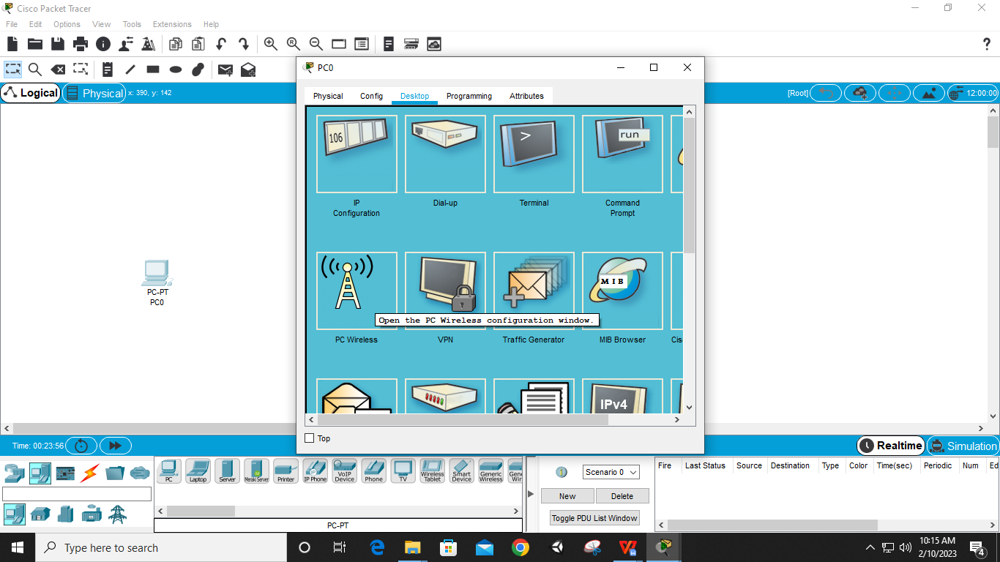 Cisco Packet Tracer
File Edit Options View Tools Extensions Help
?
Logical Physical x: 390, y: 142 [Root] 12:00:00
PC-PT
PC0
PC0
Physical Config Desktop Programming Attributes
106 > run
IP Configuration Dial-up Terminal Command Prompt
MIB
Open the PC Wireless configuration window.
PC Wireless VPN Traffic Generator MIB Browser Cis
IPv4
Top
Time: 00:23:56 Realtime Simulation
PC Laptop Server Meraki Server Printer IP Phone VoIP Device Phone TV Wireless Tablet Smart Device Generic Wireless Gene Wir
PC-PT
Scenario 0
New Delete
Toggle PDU List Window
Fire Last Status Source Destination Type Color Time(sec) Periodic Num Ed
Type here to search
10:15 AM
2/10/2023
4